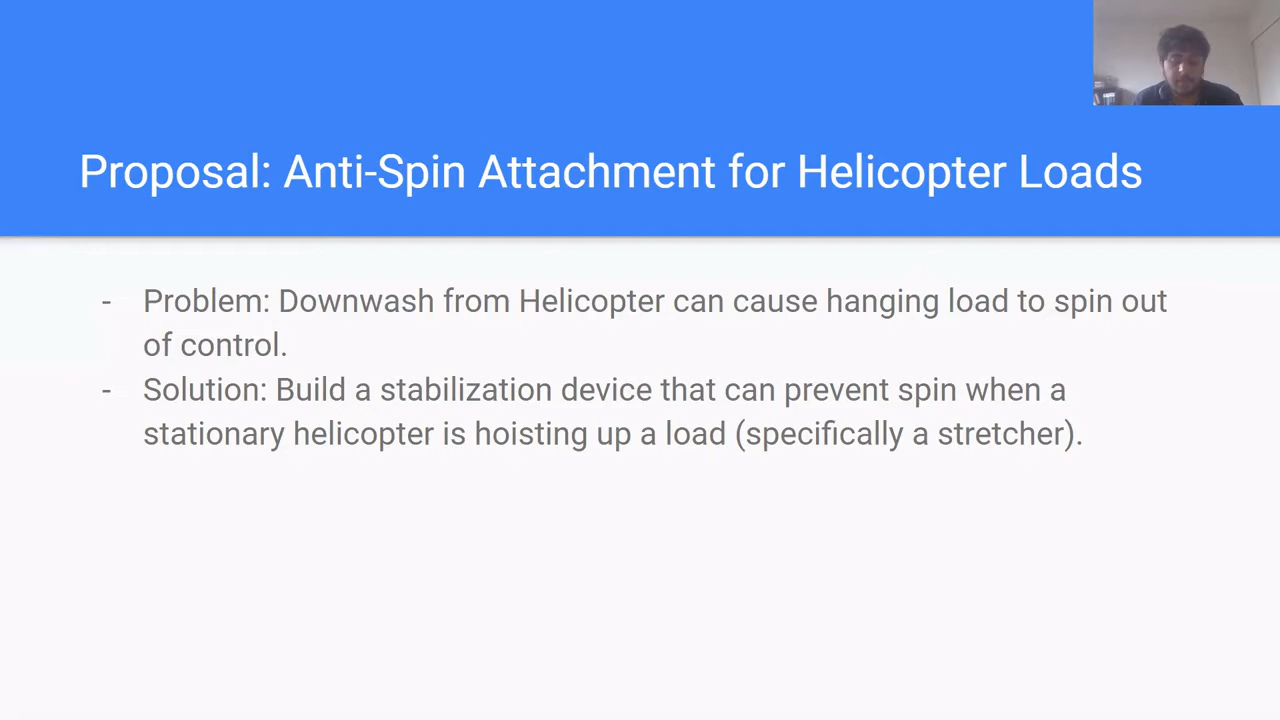 Proposal: Anti-Spin Attachment for Helicopter Loads
- Problem: Downwash from Helicopter can cause hanging load to spin out
of control.
- Solution: Build a stabilization device that can prevent spin when a
stationary helicopter is hoisting up a load (specifically a stretcher).